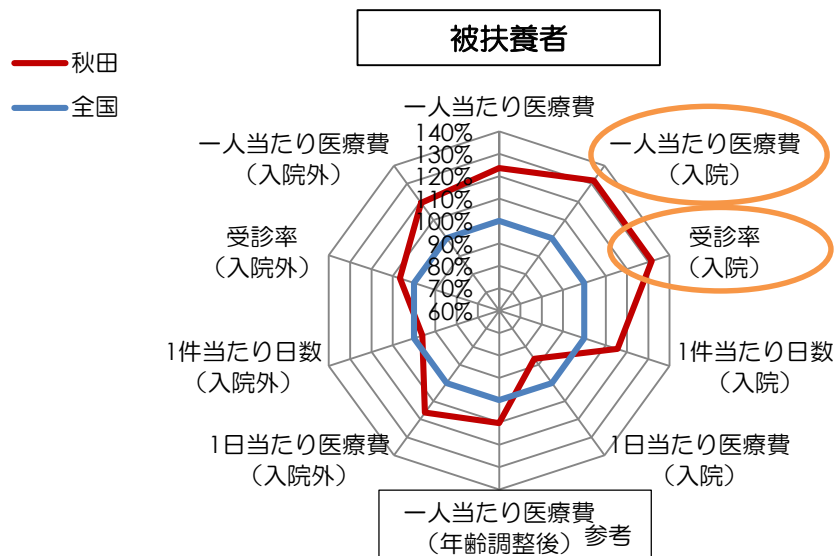 被扶養者
秋田
全国
一人当たり医療費
140%
130%
120%
110%
100%
90%
80%
70%
60%
一人当たり医療費
（入院）
受診率
（入院）
1件当たり日数
（入院）
1日当たり医療費
（入院）
一人当たり医療費
（年齢調整後）参考
1日当たり医療費
（入院外）
1件当たり日数
（入院外）
受診率
（入院外）
一人当たり医療費
（入院外）